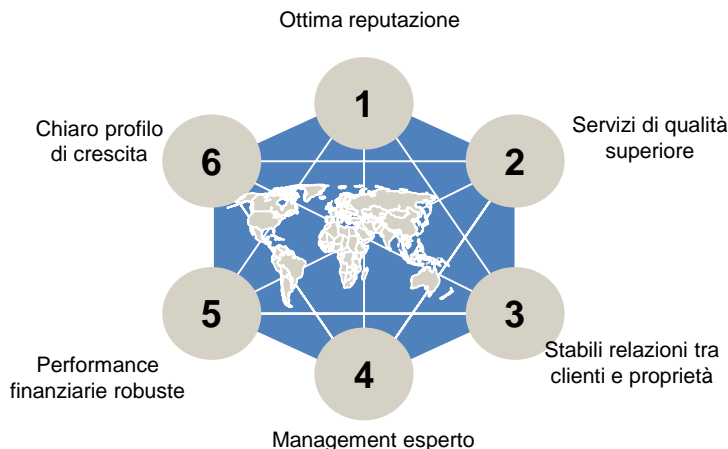 Ottima reputazione
1
Chiaro profilo
di crescita
6
2
Servizi di qualità
superiore
5
3
Performance
finanziarie robuste
4
Stabili relazioni tra
clienti e proprietà
Management esperto